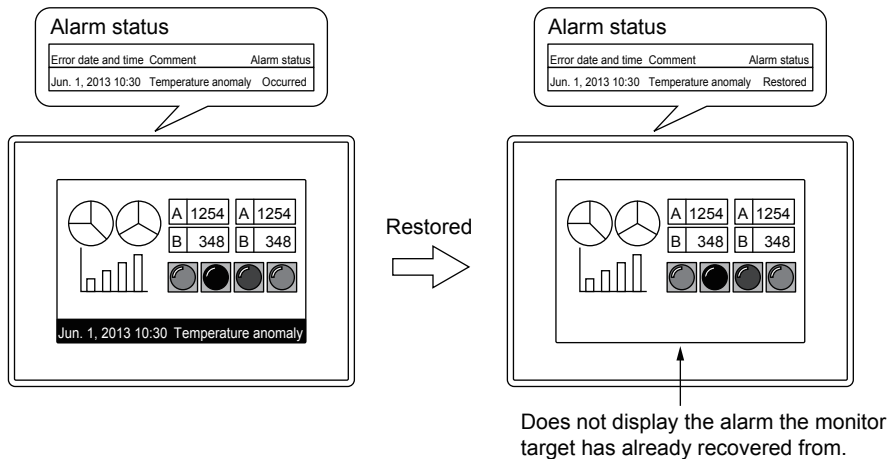 Alarm status
Error date and time Comment Alarm status
Jun. 1, 2013 10:30 Temperature anomaly Occurred
A 1254 A 1254
B 348 B 348
Jun. 1, 2013 10:30 Temperature anomaly
Restored
Alarm status
Error date and time Comment Alarm status
Jun. 1, 2013 10:30 Temperature anomaly Restored
A 1254 A 1254
B 348 B 348
Does not display the alarm the monitor
target has already recovered from.